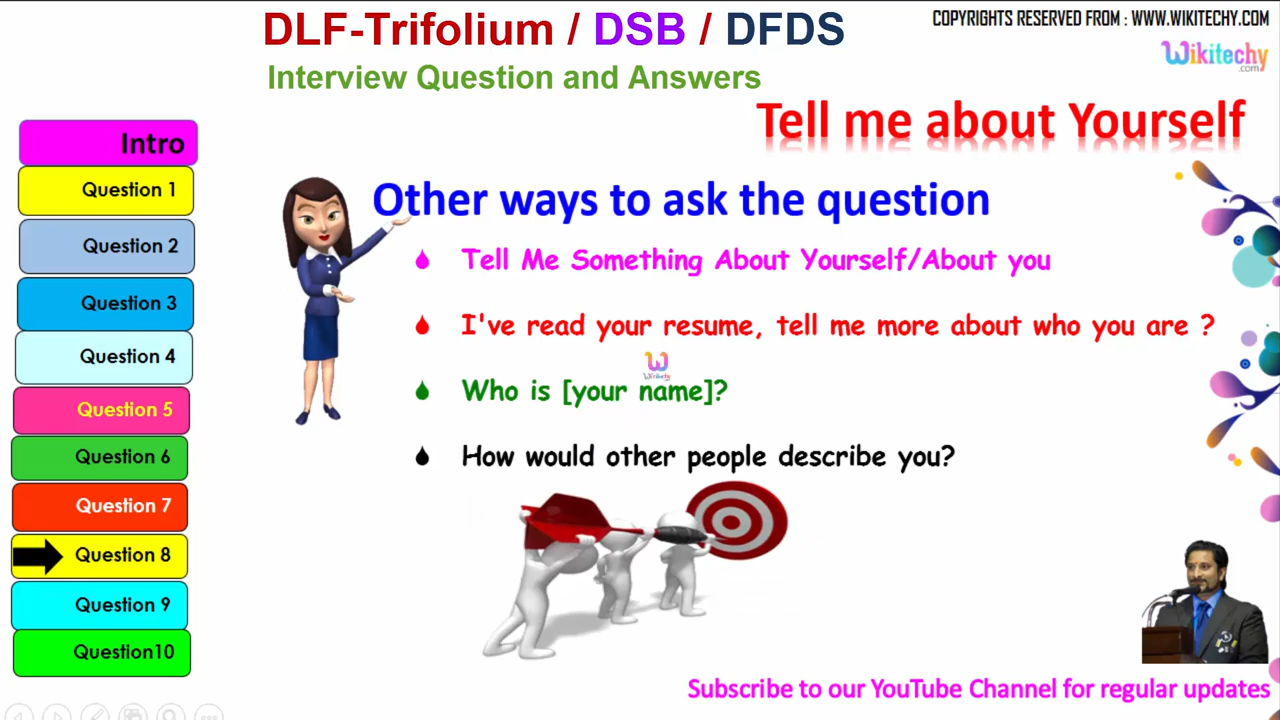 DLF-Trifolium / DSB / DFDS
COPYRIGHTS RESERVED FROM : WWW.WIKITECHY.COM
Wikitechy
.com
Interview Question and Answers
Tell me about Yourself
Intro
Question 1
Question 2
Question 3
Question 4
Question 5
Question 6
Question 7
Question 8
Question 9
Question10
Other ways to ask the question
Tell Me Something About Yourself/About you
I've read your resume, tell me more about who you are ?
Wikitechy
Who is [your name]?
How would other people describe you?
Subscribe to our YouTube Channel for regular updates